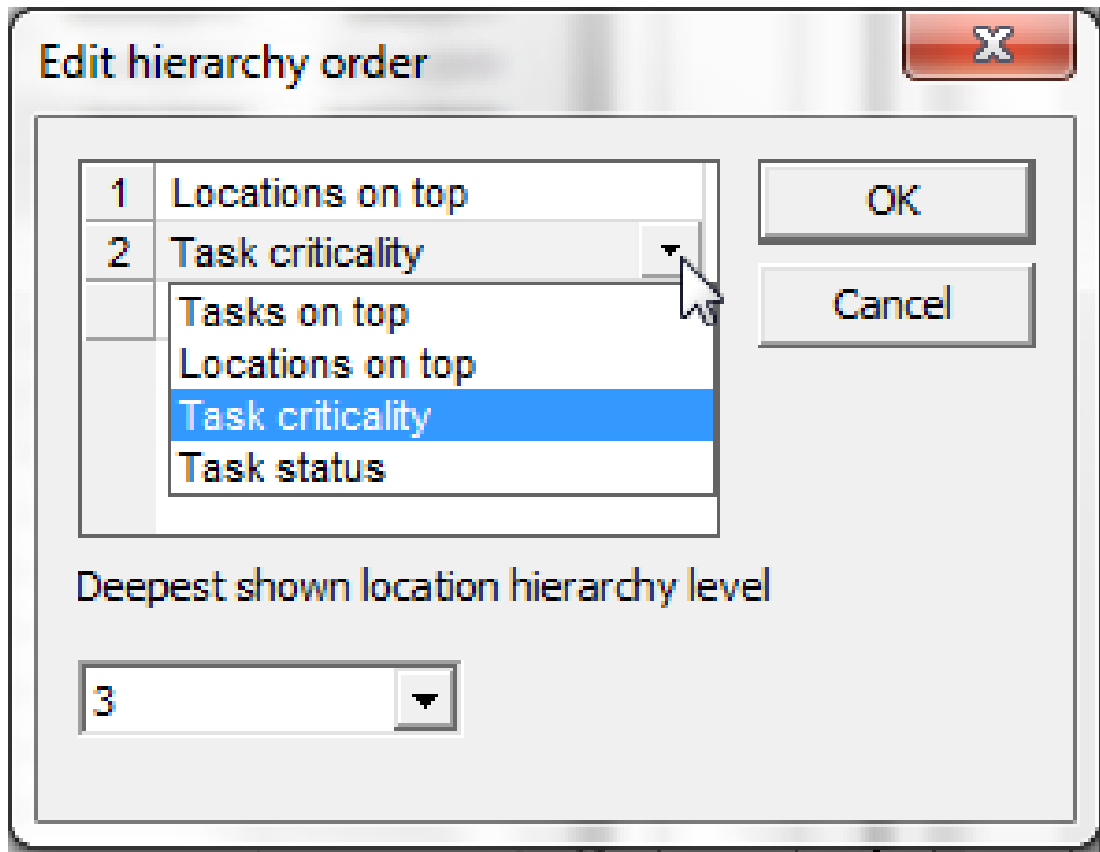 Edit hierarchy order
1 Locations on top
2 Task criticality
Tasks on top
Locations on top
Task criticality
Task status
OK
Cancel
Deepest shown location hierarchy level
3